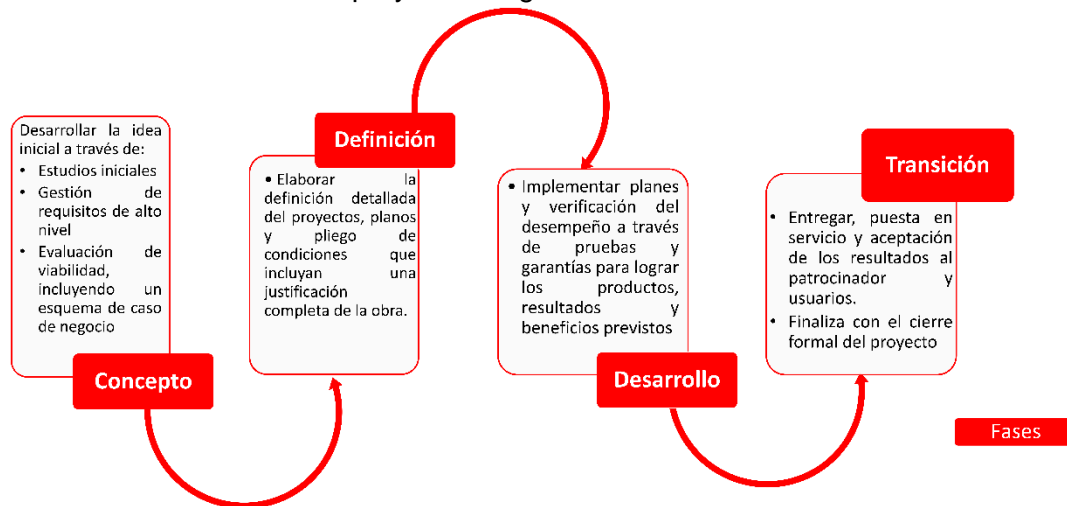 Desarrollar la idea
inicial a través de:
• Estudios iniciales
• Gestión de
requisitos de alto
nivel
• Evaluación de
viabilidad,
incluyendo un
esquema de caso
de negocio
Concepto
Definición
• Elaborar la
definición detallada
del proyectos, planos
y pliego de
condiciones que
incluyan una
justificación
completa de la obra.
• Implementar planes
y verificación del
desempeño a través
de pruebas y
garantías para lograr
los productos,
resultados y
beneficios previstos
Desarrollo
Transición
• Entregar, puesta en
servicio y aceptación
de los resultados al
patrocinador y
usuarios.
• Finaliza con el cierre
formal del proyecto
Fases